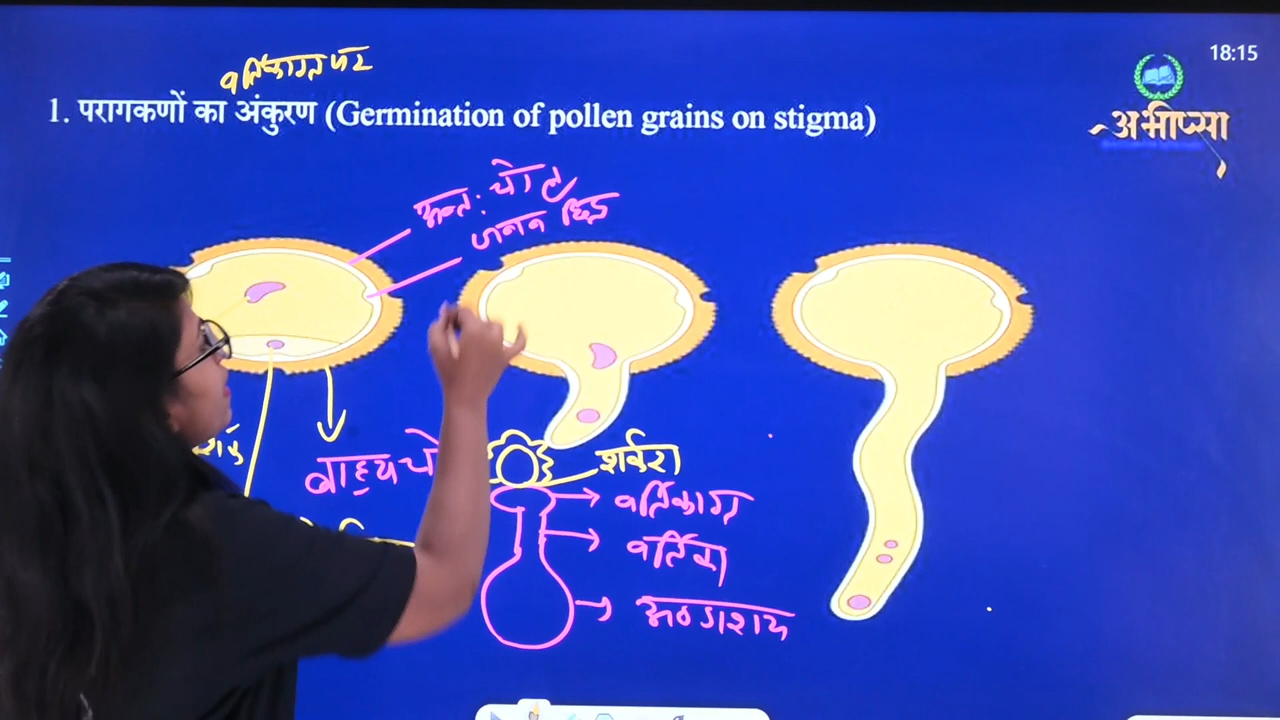 18:15
वर्तिकाग्र पर
1. परागकणों का अंकुरण (Germination of pollen grains on stigma)
अभीप्सा
अन्तः चोल
जनन छिद्र
बाह्य चो
शर्करा
वर्तिकाग्र
वर्तिका
अण्डाशय